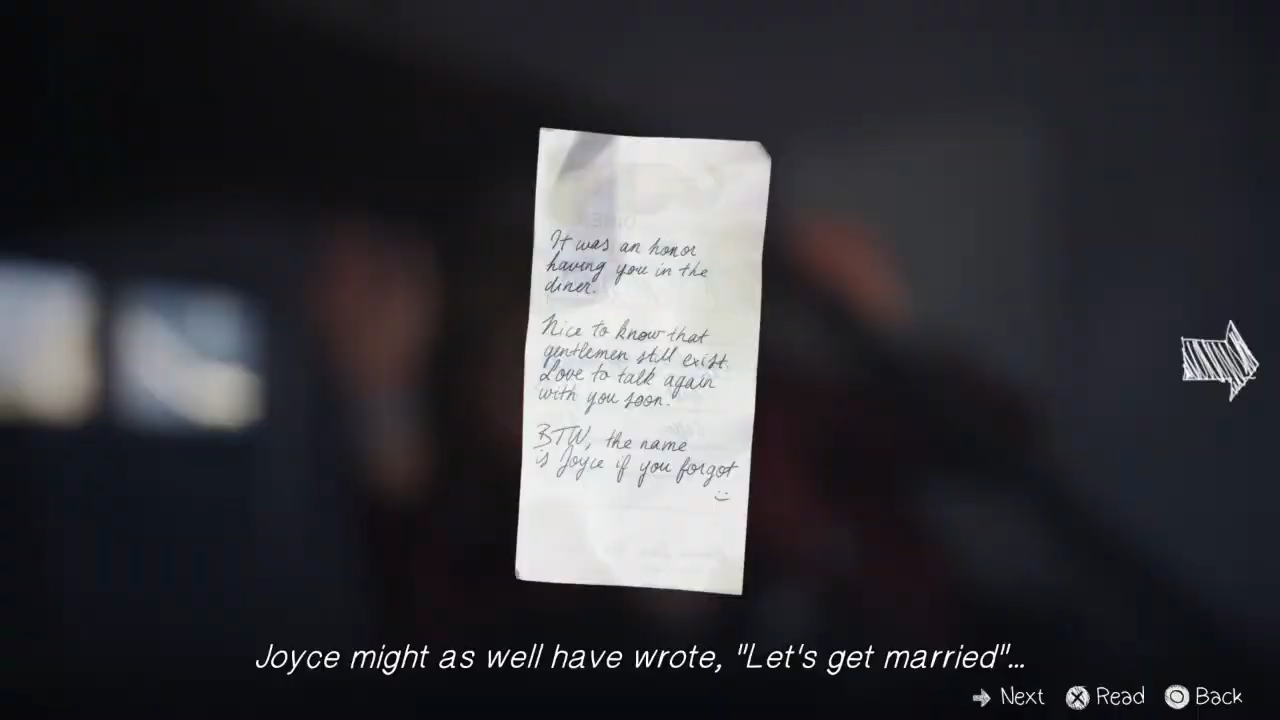 It was an honor
having you in the
diner.
Nice to know that
gentlemen still exist.
Love to talk again
with you soon.
BTW, the name
is Joyce if you forgot
:)
Joyce might as well have wrote, "Let's get married"...
Next
Read
Back